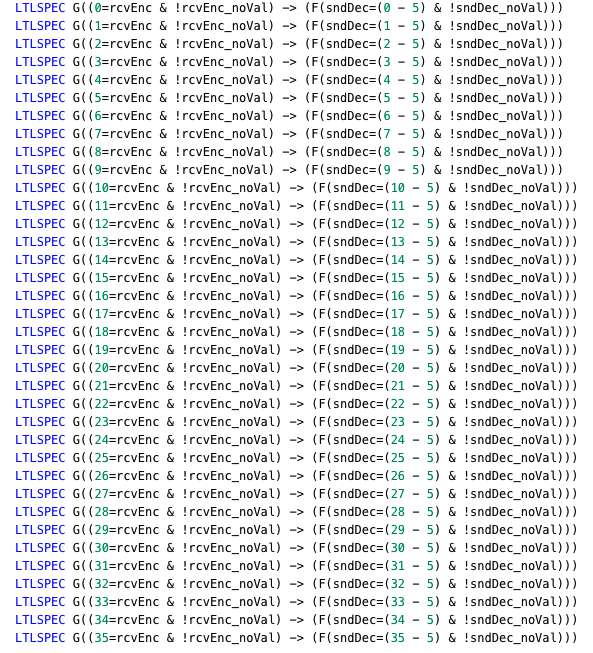 LTLSPEC G((0=rcvEnc & !rcvEnc_noVal) -> (F(sndDec=(0 - 5) & !sndDec_noVal)))
LTLSPEC G((1=rcvEnc & !rcvEnc_noVal) -> (F(sndDec=(1 - 5) & !sndDec_noVal)))
LTLSPEC G((2=rcvEnc & !rcvEnc_noVal) -> (F(sndDec=(2 - 5) & !sndDec_noVal)))
LTLSPEC G((3=rcvEnc & !rcvEnc_noVal) -> (F(sndDec=(3 - 5) & !sndDec_noVal)))
LTLSPEC G((4=rcvEnc & !rcvEnc_noVal) -> (F(sndDec=(4 - 5) & !sndDec_noVal)))
LTLSPEC G((5=rcvEnc & !rcvEnc_noVal) -> (F(sndDec=(5 - 5) & !sndDec_noVal)))
LTLSPEC G((6=rcvEnc & !rcvEnc_noVal) -> (F(sndDec=(6 - 5) & !sndDec_noVal)))
LTLSPEC G((7=rcvEnc & !rcvEnc_noVal) -> (F(sndDec=(7 - 5) & !sndDec_noVal)))
LTLSPEC G((8=rcvEnc & !rcvEnc_noVal) -> (F(sndDec=(8 - 5) & !sndDec_noVal)))
LTLSPEC G((9=rcvEnc & !rcvEnc_noVal) -> (F(sndDec=(9 - 5) & !sndDec_noVal)))
LTLSPEC G((10=rcvEnc & !rcvEnc_noVal) -> (F(sndDec=(10 - 5) & !sndDec_noVal)))
LTLSPEC G((11=rcvEnc & !rcvEnc_noVal) -> (F(sndDec=(11 - 5) & !sndDec_noVal)))
LTLSPEC G((12=rcvEnc & !rcvEnc_noVal) -> (F(sndDec=(12 - 5) & !sndDec_noVal)))
LTLSPEC G((13=rcvEnc & !rcvEnc_noVal) -> (F(sndDec=(13 - 5) & !sndDec_noVal)))
LTLSPEC G((14=rcvEnc & !rcvEnc_noVal) -> (F(sndDec=(14 - 5) & !sndDec_noVal)))
LTLSPEC G((15=rcvEnc & !rcvEnc_noVal) -> (F(sndDec=(15 - 5) & !sndDec_noVal)))
LTLSPEC G((16=rcvEnc & !rcvEnc_noVal) -> (F(sndDec=(16 - 5) & !sndDec_noVal)))
LTLSPEC G((17=rcvEnc & !rcvEnc_noVal) -> (F(sndDec=(17 - 5) & !sndDec_noVal)))
LTLSPEC G((18=rcvEnc & !rcvEnc_noVal) -> (F(sndDec=(18 - 5) & !sndDec_noVal)))
LTLSPEC G((19=rcvEnc & !rcvEnc_noVal) -> (F(sndDec=(19 - 5) & !sndDec_noVal)))
LTLSPEC G((20=rcvEnc & !rcvEnc_noVal) -> (F(sndDec=(20 - 5) & !sndDec_noVal)))
LTLSPEC G((21=rcvEnc & !rcvEnc_noVal) -> (F(sndDec=(21 - 5) & !sndDec_noVal)))
LTLSPEC G((22=rcvEnc & !rcvEnc_noVal) -> (F(sndDec=(22 - 5) & !sndDec_noVal)))
LTLSPEC G((23=rcvEnc & !rcvEnc_noVal) -> (F(sndDec=(23 - 5) & !sndDec_noVal)))
LTLSPEC G((24=rcvEnc & !rcvEnc_noVal) -> (F(sndDec=(24 - 5) & !sndDec_noVal)))
LTLSPEC G((25=rcvEnc & !rcvEnc_noVal) -> (F(sndDec=(25 - 5) & !sndDec_noVal)))
LTLSPEC G((26=rcvEnc & !rcvEnc_noVal) -> (F(sndDec=(26 - 5) & !sndDec_noVal)))
LTLSPEC G((27=rcvEnc & !rcvEnc_noVal) -> (F(sndDec=(27 - 5) & !sndDec_noVal)))
LTLSPEC G((28=rcvEnc & !rcvEnc_noVal) -> (F(sndDec=(28 - 5) & !sndDec_noVal)))
LTLSPEC G((29=rcvEnc & !rcvEnc_noVal) -> (F(sndDec=(29 - 5) & !sndDec_noVal)))
LTLSPEC G((30=rcvEnc & !rcvEnc_noVal) -> (F(sndDec=(30 - 5) & !sndDec_noVal)))
LTLSPEC G((31=rcvEnc & !rcvEnc_noVal) -> (F(sndDec=(31 - 5) & !sndDec_noVal)))
LTLSPEC G((32=rcvEnc & !rcvEnc_noVal) -> (F(sndDec=(32 - 5) & !sndDec_noVal)))
LTLSPEC G((33=rcvEnc & !rcvEnc_noVal) -> (F(sndDec=(33 - 5) & !sndDec_noVal)))
LTLSPEC G((34=rcvEnc & !rcvEnc_noVal) -> (F(sndDec=(34 - 5) & !sndDec_noVal)))
LTLSPEC G((35=rcvEnc & !rcvEnc_noVal) -> (F(sndDec=(35 - 5) & !sndDec_noVal)))